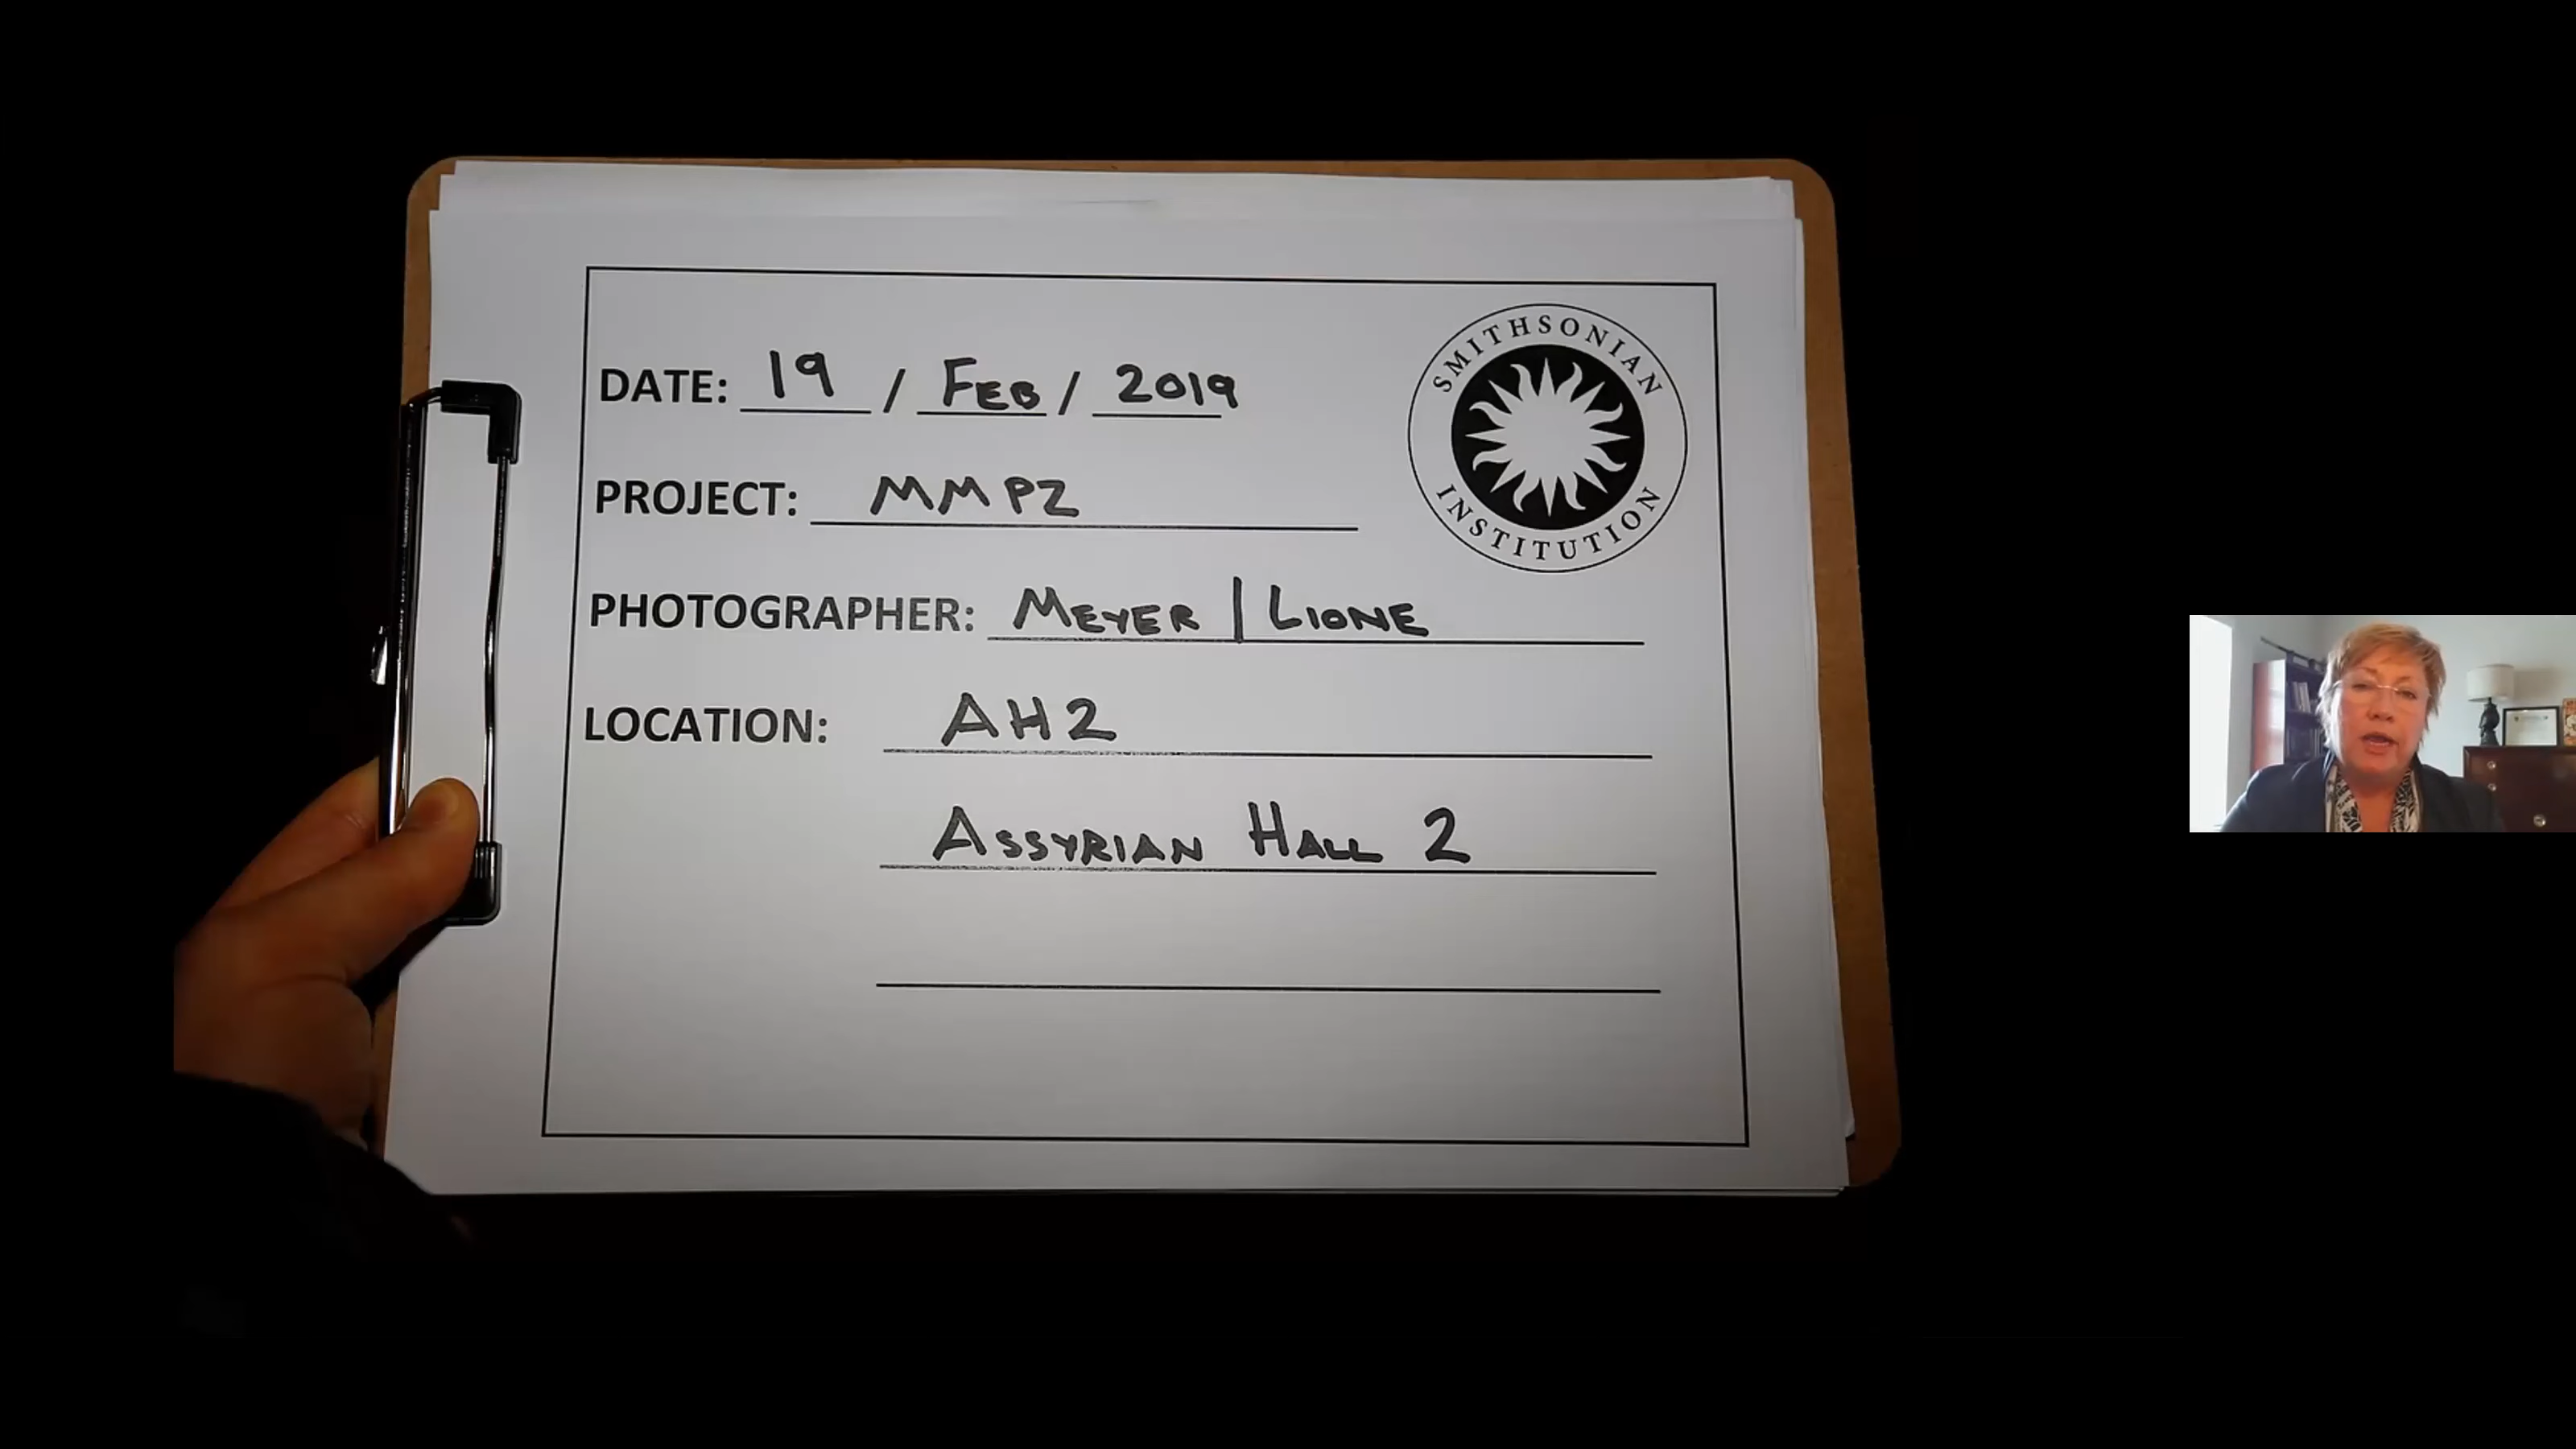 DATE: 19 / FEB / 2019
PROJECT: MMPZ
PHOTOGRAPHER: MEYER | LIONE
LOCATION: AH2
ASSYRIAN HALL 2
SMITHSONIAN
INSTITUTION